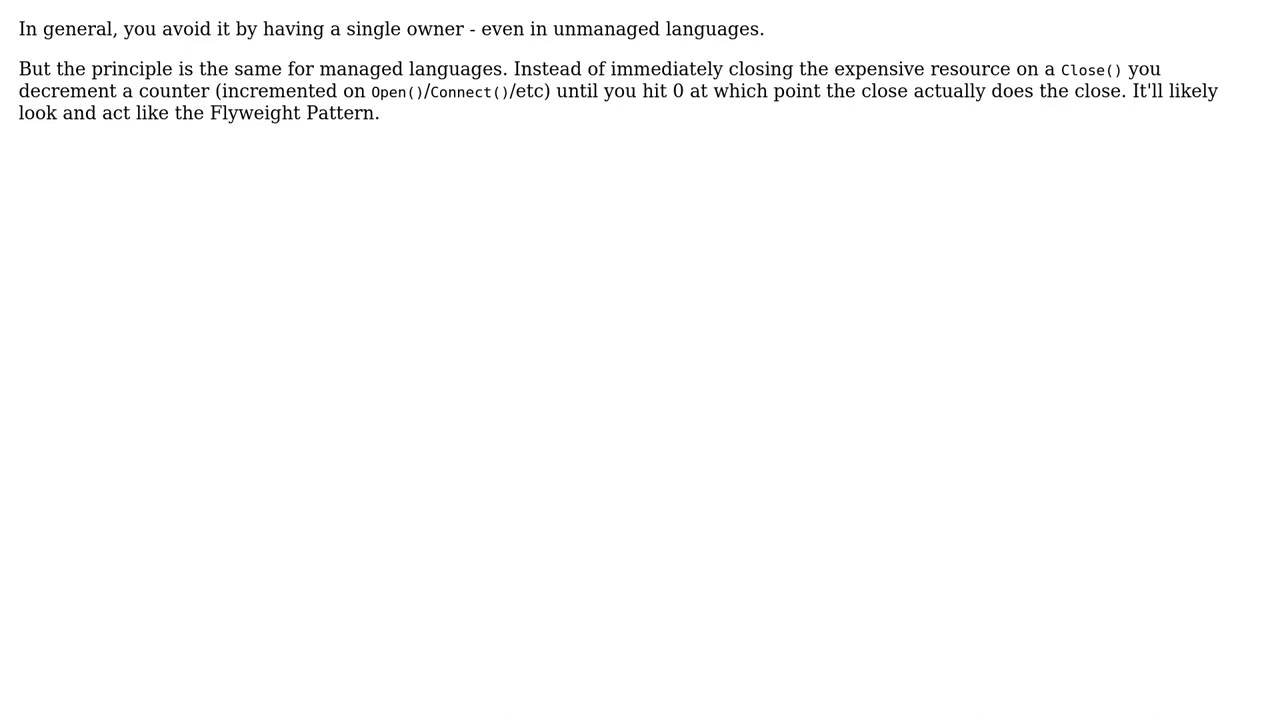 In general, you avoid it by having a single owner - even in unmanaged languages.
But the principle is the same for managed languages. Instead of immediately closing the expensive resource on a Close() you
decrement a counter (incremented on Open()/Connect()/etc) until you hit 0 at which point the close actually does the close. It'll likely
look and act like the Flyweight Pattern.